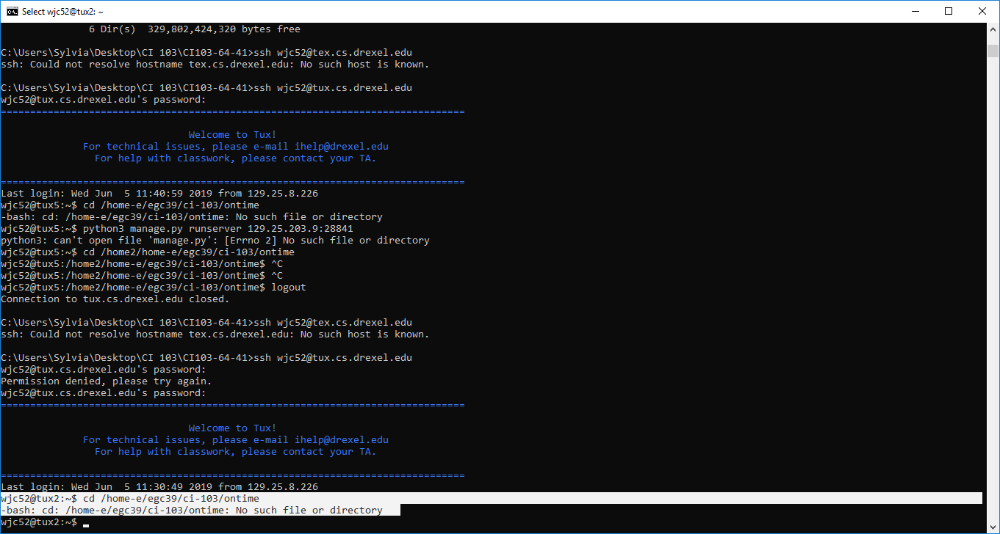 Select wjc52@tux2: ~
6 Dir(s)  329,802,424,320 bytes free
C:\Users\Sylvia\Desktop\CI 103\CI103-64-41>ssh wjc52@tex.cs.drexel.edu
ssh: Could not resolve hostname tex.cs.drexel.edu: No such host is known.
C:\Users\Sylvia\Desktop\CI 103\CI103-64-41>ssh wjc52@tux.cs.drexel.edu
wjc52@tux.cs.drexel.edu's password:
===============================================================================
Welcome to Tux!
For technical issues, please e-mail ihelp@drexel.edu
For help with classwork, please contact your TA.
===============================================================================
Last login: Wed Jun  5 11:40:59 2019 from 129.25.8.226
wjc52@tux5:~$ cd /home-e/egc39/ci-103/ontime
-bash: cd: /home-e/egc39/ci-103/ontime: No such file or directory
wjc52@tux5:~$ python3 manage.py runserver 129.25.203.9:28841
python3: can't open file 'manage.py': [Errno 2] No such file or directory
wjc52@tux5:~$ cd /home2/home-e/egc39/ci-103/ontime
wjc52@tux5:/home2/home-e/egc39/ci-103/ontime$ ^C
wjc52@tux5:/home2/home-e/egc39/ci-103/ontime$ ^C
wjc52@tux5:/home2/home-e/egc39/ci-103/ontime$ logout
Connection to tux.cs.drexel.edu closed.
C:\Users\Sylvia\Desktop\CI 103\CI103-64-41>ssh wjc52@tex.cs.drexel.edu
ssh: Could not resolve hostname tex.cs.drexel.edu: No such host is known.
C:\Users\Sylvia\Desktop\CI 103\CI103-64-41>ssh wjc52@tux.cs.drexel.edu
wjc52@tux.cs.drexel.edu's password:
Permission denied, please try again.
wjc52@tux.cs.drexel.edu's password:
===============================================================================
Welcome to Tux!
For technical issues, please e-mail ihelp@drexel.edu
For help with classwork, please contact your TA.
===============================================================================
Last login: Wed Jun  5 11:30:49 2019 from 129.25.8.226
wjc52@tux2:~$ cd /home-e/egc39/ci-103/ontime
-bash: cd: /home-e/egc39/ci-103/ontime: No such file or directory
wjc52@tux2:~$